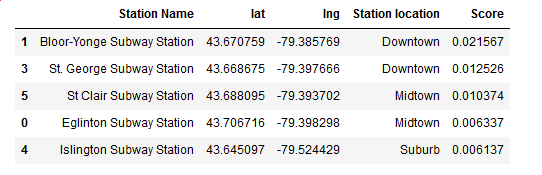 Station Name lat lng Station location Score
1 Bloor-Yonge Subway Station 43.670759 -79.385769 Downtown 0.021567
3 St. George Subway Station 43.668675 -79.397666 Downtown 0.012526
5 St Clair Subway Station 43.688095 -79.393702 Midtown 0.010374
0 Eglinton Subway Station 43.706716 -79.398298 Midtown 0.006337
4 Islington Subway Station 43.645097 -79.524429 Suburb 0.006137